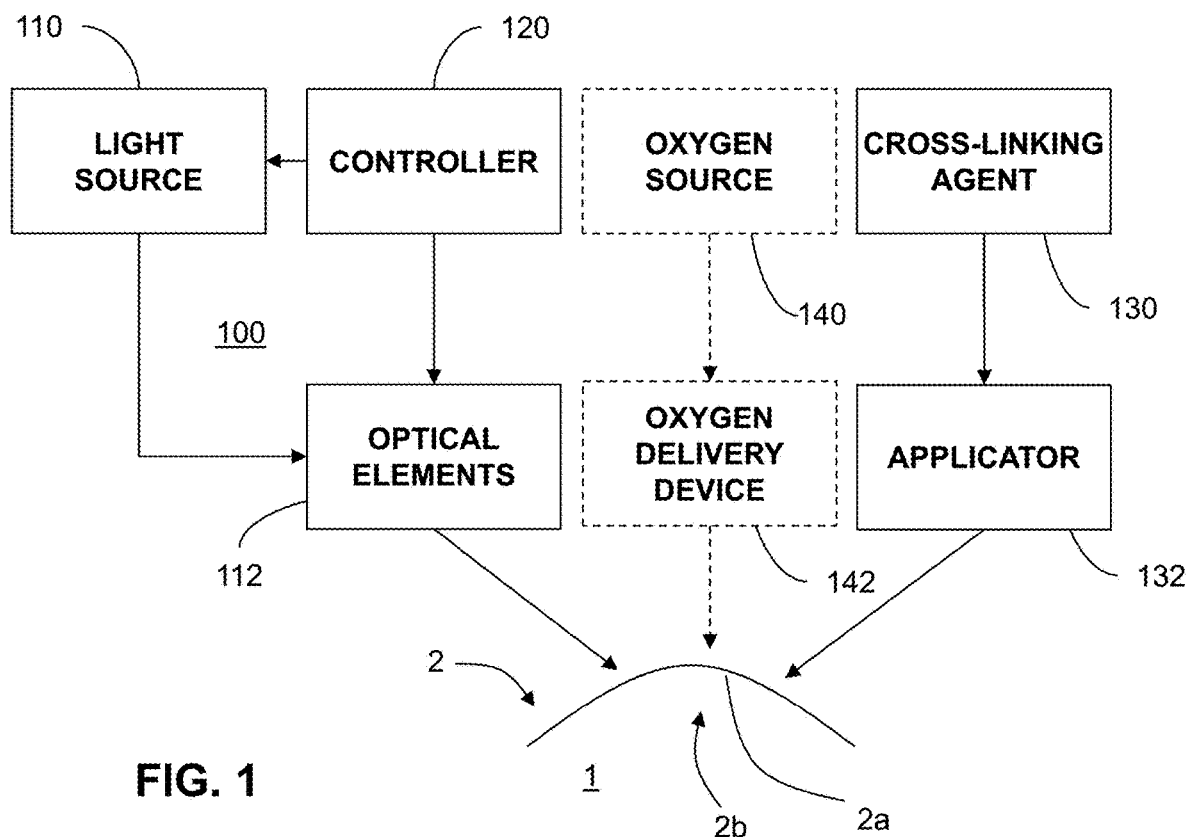 110
120
LIGHT
SOURCE
CONTROLLER
OXYGEN
SOURCE
CROSS-LINKING
AGENT
140
130
100
OPTICAL
ELEMENTS
OXYGEN
DELIVERY
DEVICE
APPLICATOR
112
142
132
2
FIG. 1
1
2b
2a